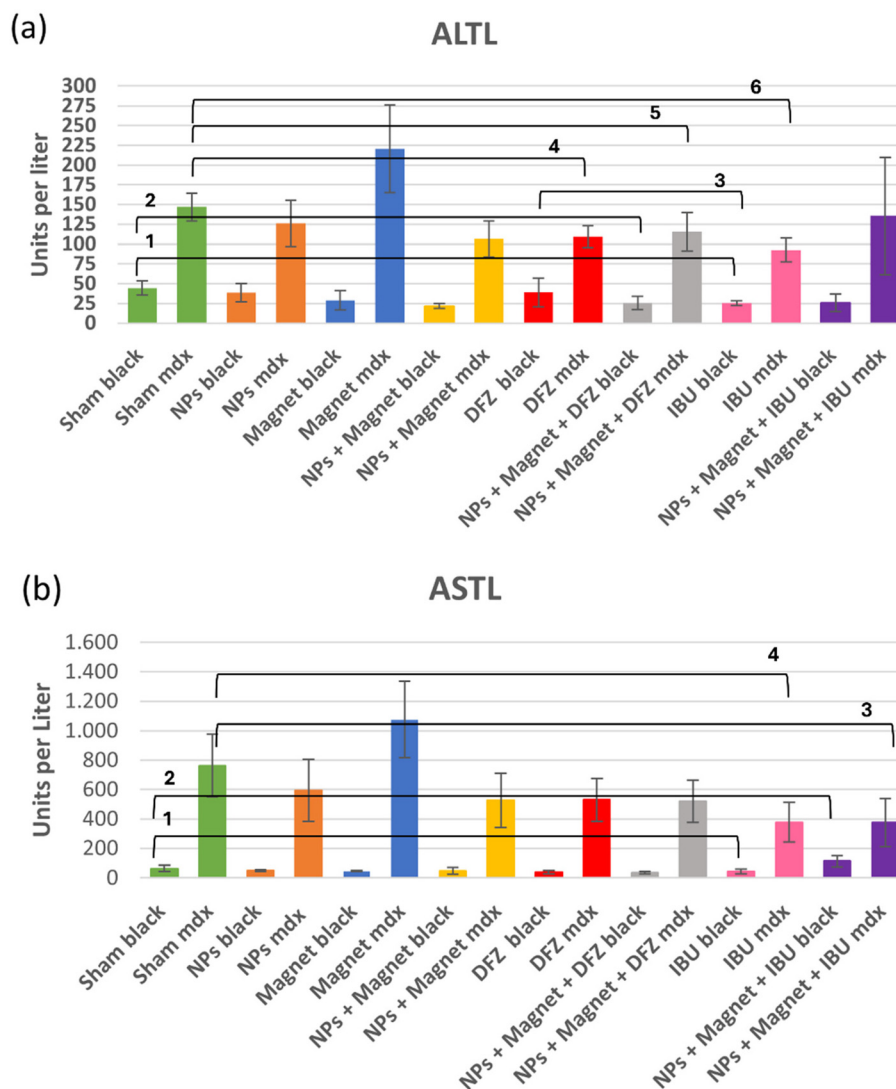 (a)
ALTL
Units per liter
300
275
250
225
200
175
150
125
100
75
50
25
0
6
5
4
3
2
1
Sham black
Sham mdx
NPs black
NPs mdx
Magnet black
Magnet mdx
NPs + Magnet black
NPs + Magnet mdx
DFZ black
DFZ mdx
NPs + Magnet + DFZ black
NPs + Magnet + DFZ mdx
IBU black
IBU mdx
NPs + Magnet + IBU black
NPs + Magnet + IBU mdx
(b)
ASTL
Units per Liter
1.600
1.400
1.200
1.000
800
600
400
200
0
4
3
2
1
Sham black
Sham mdx
NPs black
NPs mdx
Magnet black
Magnet mdx
NPs + Magnet black
NPs + Magnet mdx
DFZ black
DFZ mdx
NPs + Magnet + DFZ black
NPs + Magnet + DFZ mdx
IBU black
IBU mdx
NPs + Magnet + IBU black
NPs + Magnet + IBU mdx